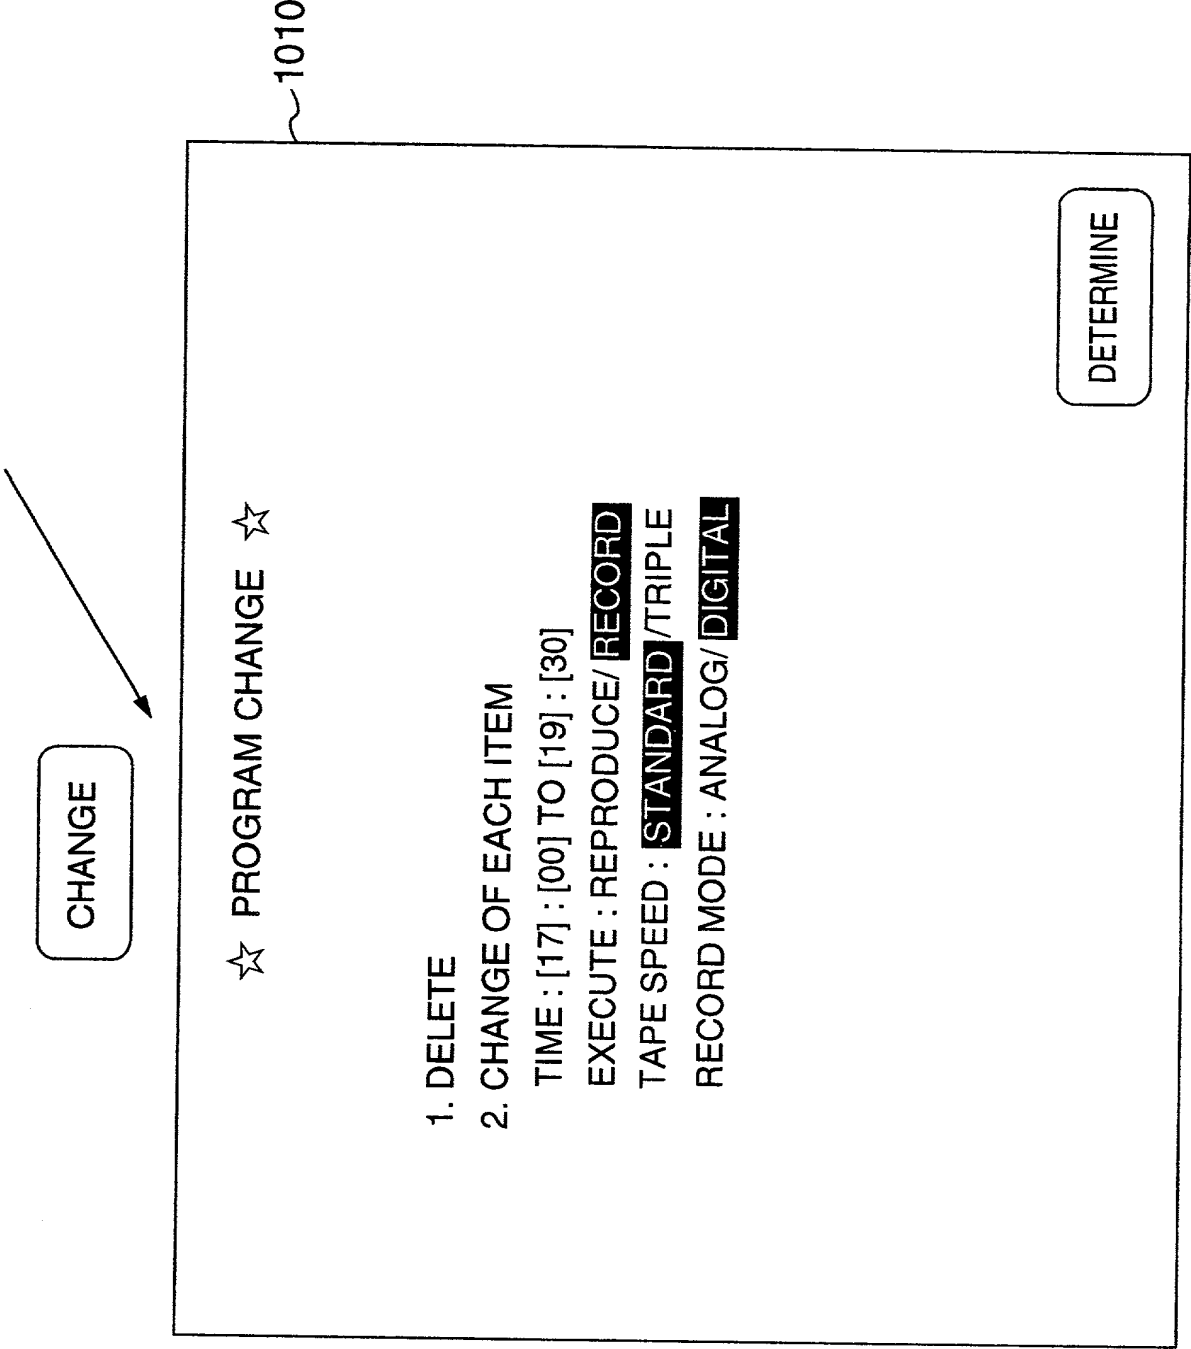 CHANGE
1010
☆ PROGRAM CHANGE ☆
1. DELETE
2. CHANGE OF EACH ITEM
TIME : [17] : [00] TO [19] : [30]
EXECUTE : REPRODUCE/ RECORD
TAPE SPEED : STANDARD /TRIPLE
RECORD MODE : ANALOG/ DIGITAL
DETERMINE